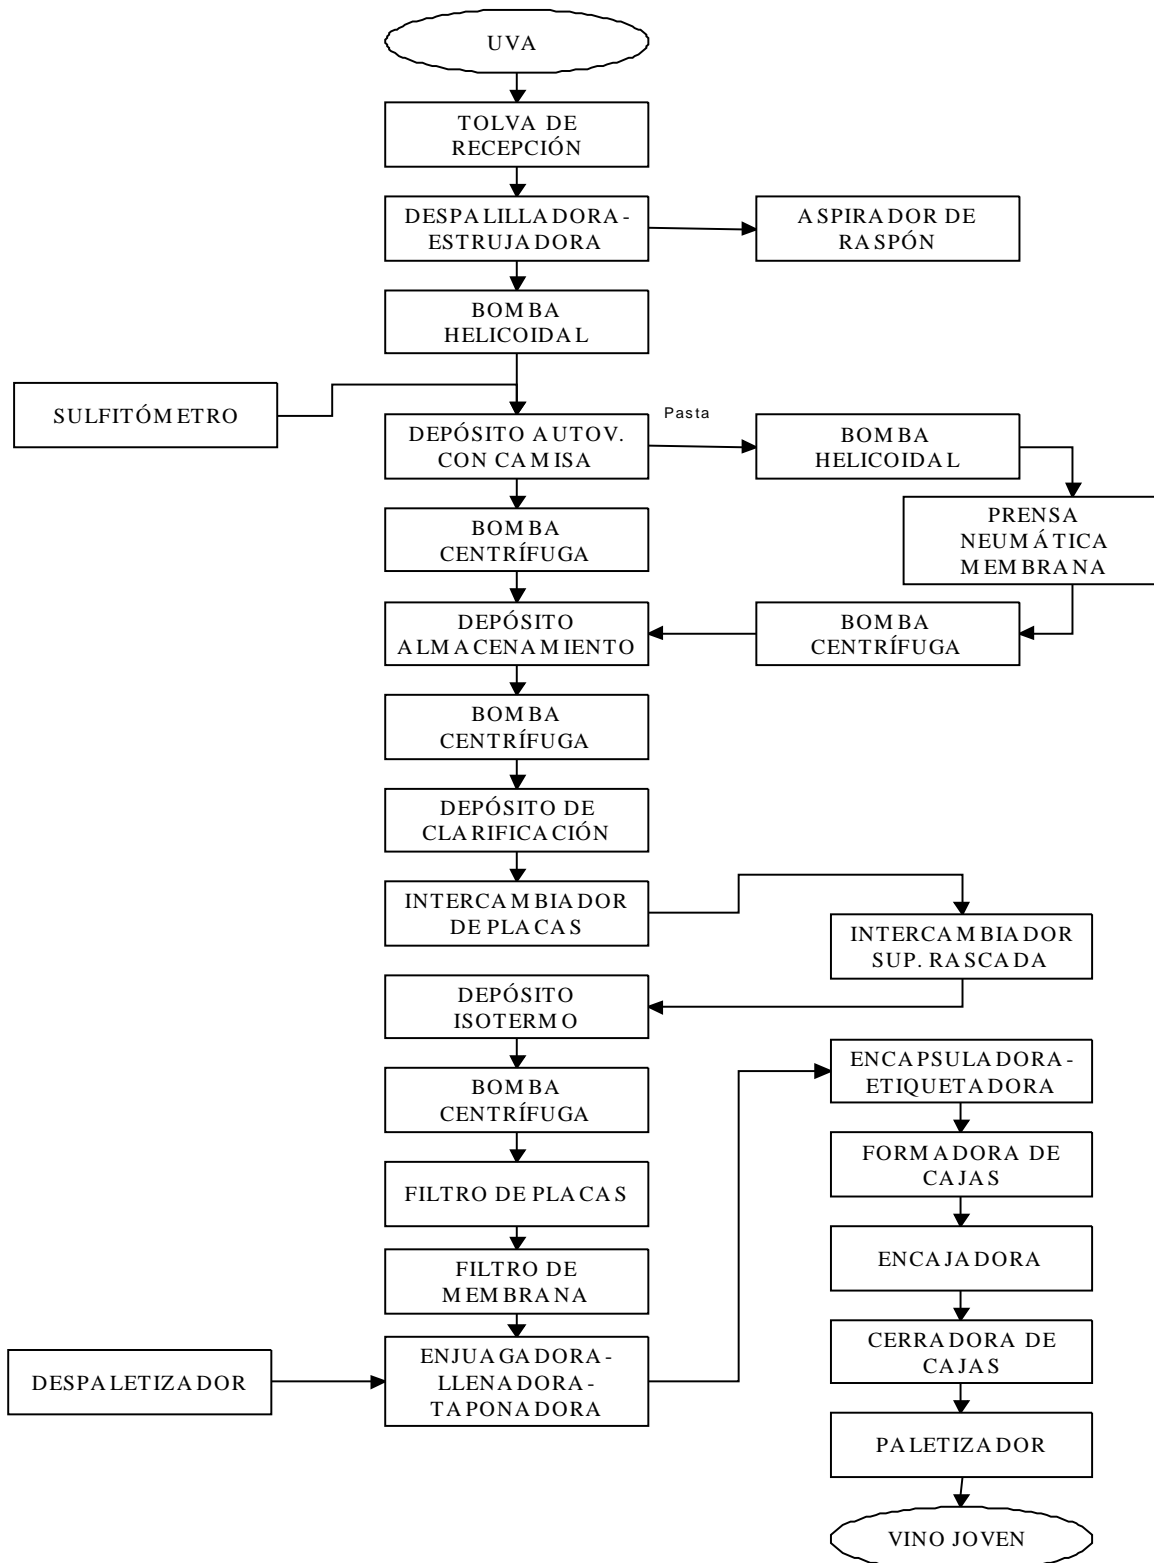 UVA
TOLVA DE
RECEPCIÓN
DESPALILLADORA-
ESTRUJADORA
ASPIRADOR DE
RASPÓN
BOMBA
HELICOIDAL
SULFITÓMETRO
DEPÓSITO AUTOV.
CON CAMISA
Pasta
BOMBA
HELICOIDAL
PRENSA
NEUMÁTICA
MEMBRANA
BOMBA
CENTRÍFUGA
DEPÓSITO
ALMACENAMIENTO
BOMBA
CENTRÍFUGA
BOMBA
CENTRÍFUGA
DEPÓSITO DE
CLARIFICACIÓN
INTERCAMBIADOR
DE PLACAS
INTERCAMBIADOR
SUP. RASCADA
DEPÓSITO
ISOTERMO
BOMBA
CENTRÍFUGA
FILTRO DE PLACAS
FILTRO DE
MEMBRANA
DESPALETIZADOR
ENJUAGADORA-
LLENADORA-
TAPONADORA
ENCAPSULADORA-
ETIQUETADORA
FORMADORA DE
CAJAS
ENCAJADORA
CERRADORA DE
CAJAS
PALETIZADOR
VINO JOVEN